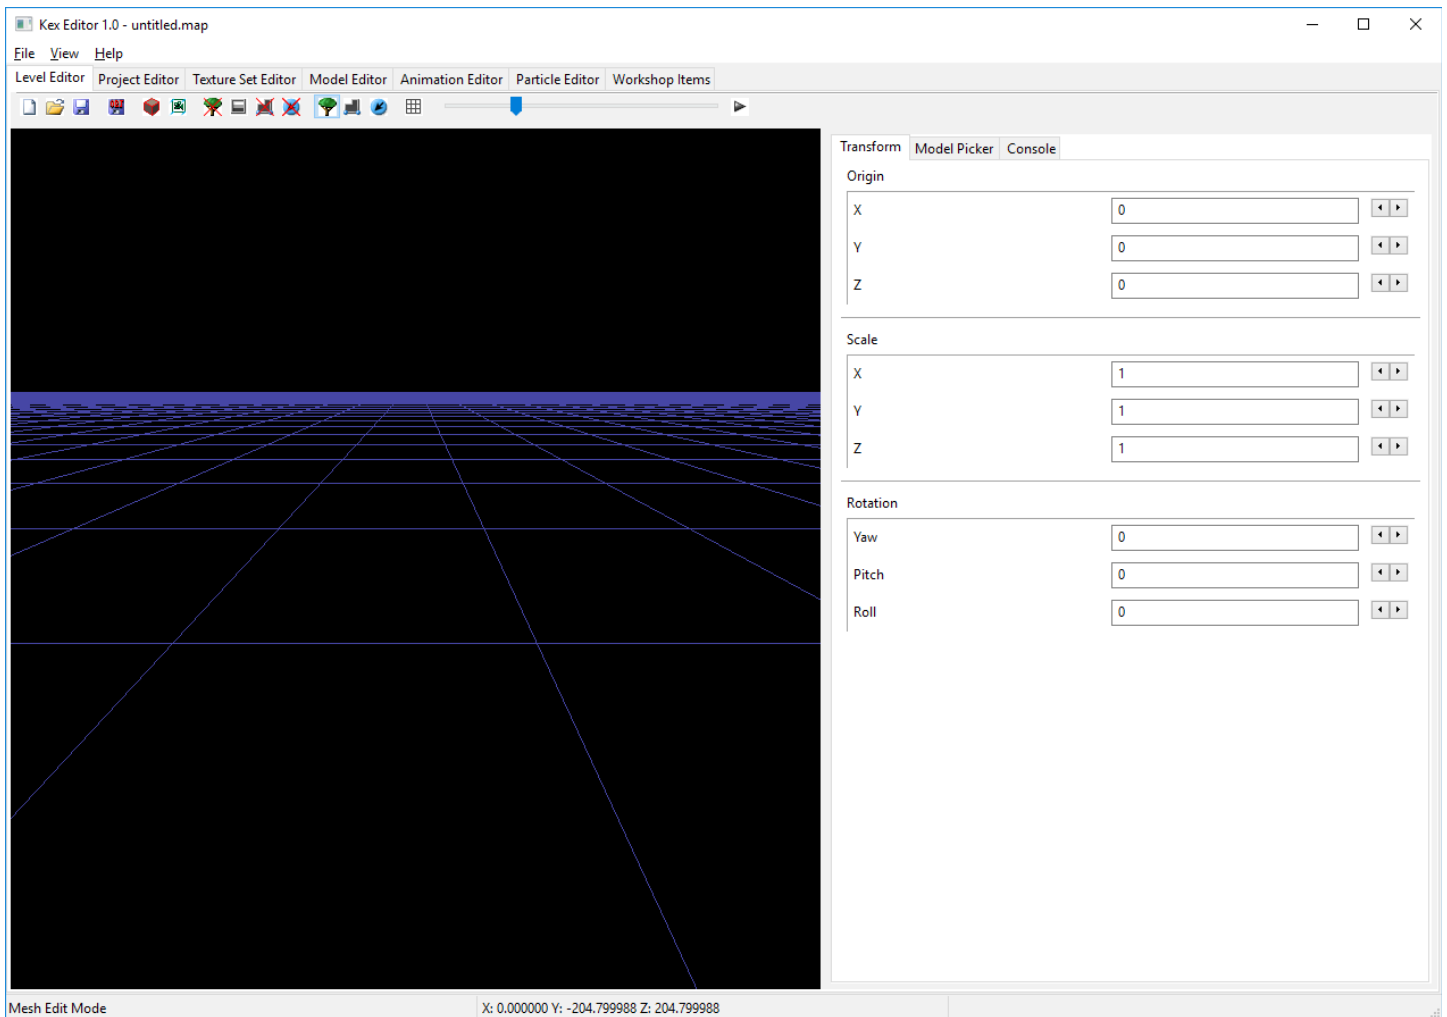 Kex Editor 1.0 - untitled.map
File View Help
Level Editor Project Editor Texture Set Editor Model Editor Animation Editor Particle Editor Workshop Items
Transform Model Picker Console
Origin
X 0
Y 0
Z 0
Scale
X 1
Y 1
Z 1
Rotation
Yaw 0
Pitch 0
Roll 0
Mesh Edit Mode X: 0.000000 Y: -204.799988 Z: 204.799988